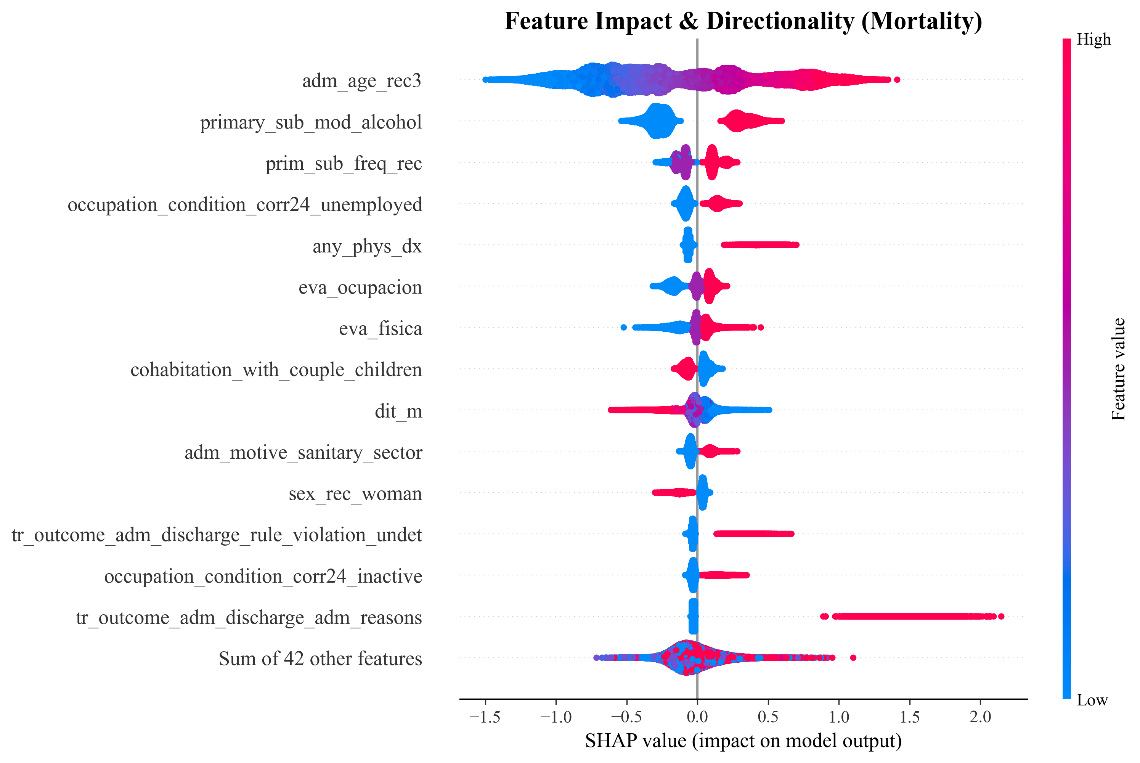 Feature Impact & Directionality (Mortality)
High
adm_age_rec3
primary_sub_mod_alcohol
prim_sub_freq_rec
occupation_condition_corr24_unemployed
any_phys_dx
eva_ocupacion
eva_fisica
cohabitation_with_couple_children
dit_m
adm_motive_sanitary_sector
sex_rec_woman
tr_outcome_adm_discharge_rule_violation_undet
occupation_condition_corr24_inactive
tr_outcome_adm_discharge_adm_reasons
Sum of 42 other features
Feature value
Low
−1.5 −1.0 −0.5 0.0 0.5 1.0 1.5 2.0
SHAP value (impact on model output)